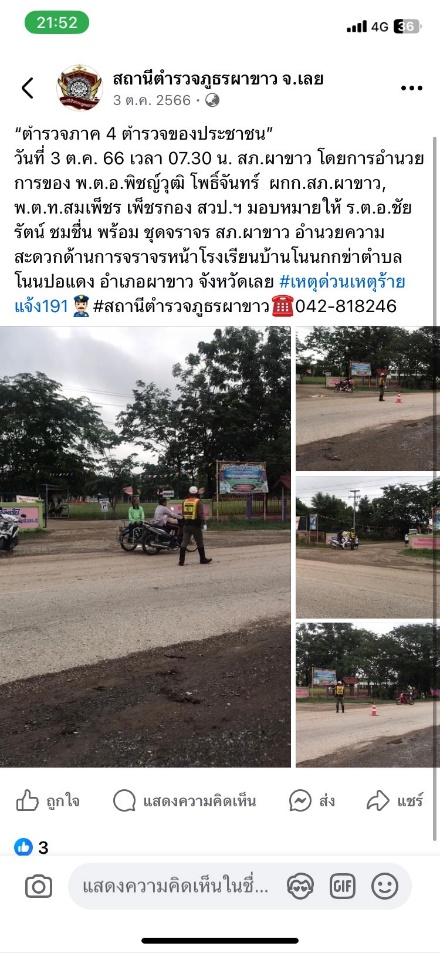 21:52
4G
36
สถานีตำรวจภูธรผาขาว จ.เลย
3 ต.ค. 2566 ·
“ตำรวจภาค 4 ตำรวจของประชาชน”
วันที่ 3 ต.ค. 66 เวลา 07.30 น. สภ.ผาขาว โดยการอำนวย
การของ พ.ต.อ.พิชญ์วุฒิ โพธิ์จันทร์ ผกก.สภ.ผาขาว,
พ.ต.ท.สมเพ็ชร เพ็ชรกอง สวป.ฯ มอบหมายให้ ร.ต.อ.ชัย
รัตน์ ชมชื่น พร้อม ชุดจราจร สภ.ผาขาว อำนวยความ
สะดวกด้านการจราจรหน้าโรงเรียนบ้านโนนกกข่าตำบล
โนนปอแดง อำเภอผาขาว จังหวัดเลย #เหตุด่วนเหตุร้าย
แจ้ง191👮#สถานีตำรวจภูธรผาขาว☎️042-818246
ถูกใจ
แสดงความคิดเห็น
ส่ง
แชร์
3
แสดงความคิดเห็นในชื่...
GIF